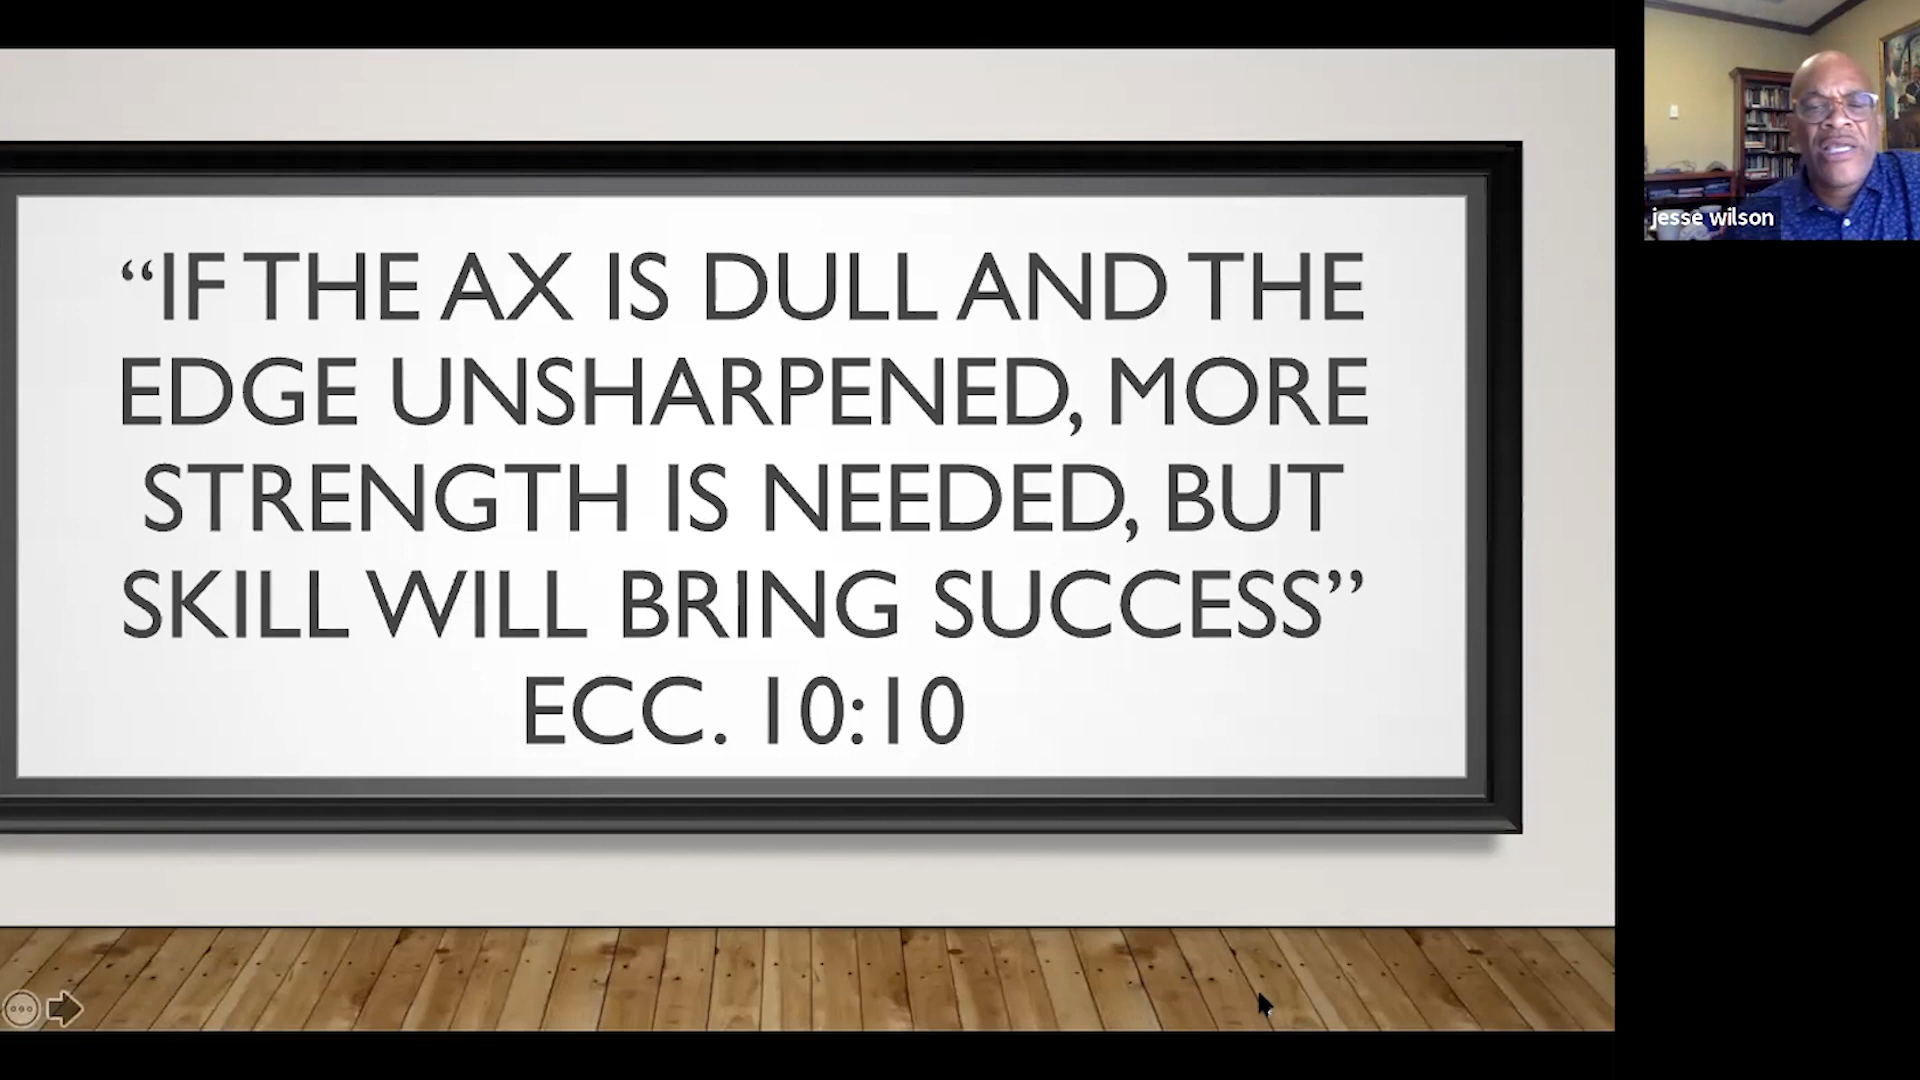 “IF THE AX IS DULL AND THE
EDGE UNSHARPENED, MORE
STRENGTH IS NEEDED, BUT
SKILL WILL BRING SUCCESS”
ECC. 10:10
jesse wilson